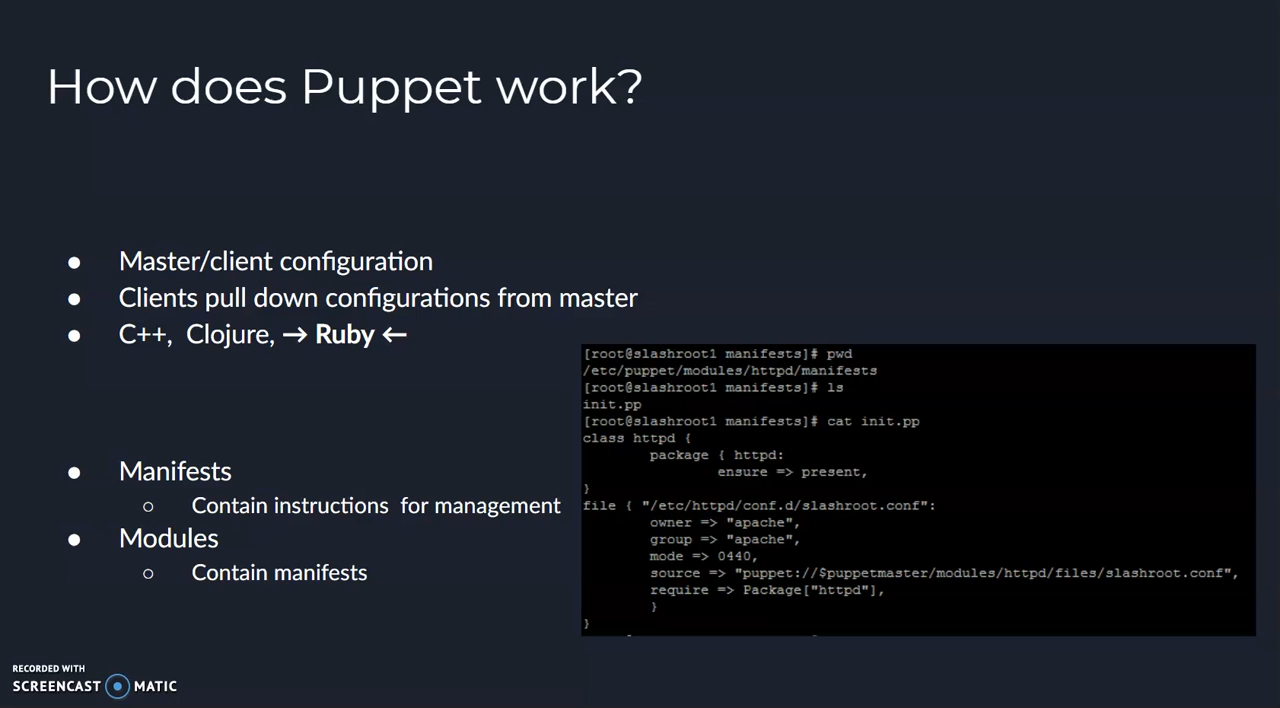 How does Puppet work?
● Master/client configuration
● Clients pull down configurations from master
● C++, Clojure, → Ruby ←
● Manifests
○ Contain instructions for management
● Modules
○ Contain manifests
[root@slashroot1 manifests]# pwd
/etc/puppet/modules/httpd/manifests
[root@slashroot1 manifests]# ls
init.pp
[root@slashroot1 manifests]# cat init.pp
class httpd {
package { httpd:
ensure => present,
}
file { "/etc/httpd/conf.d/slashroot.conf":
owner => "apache",
group => "apache",
mode => 0440,
source => "puppet://$puppetmaster/modules/httpd/files/slashroot.conf",
require => Package["httpd"],
}
}
RECORDED WITH
SCREENCAST MATIC